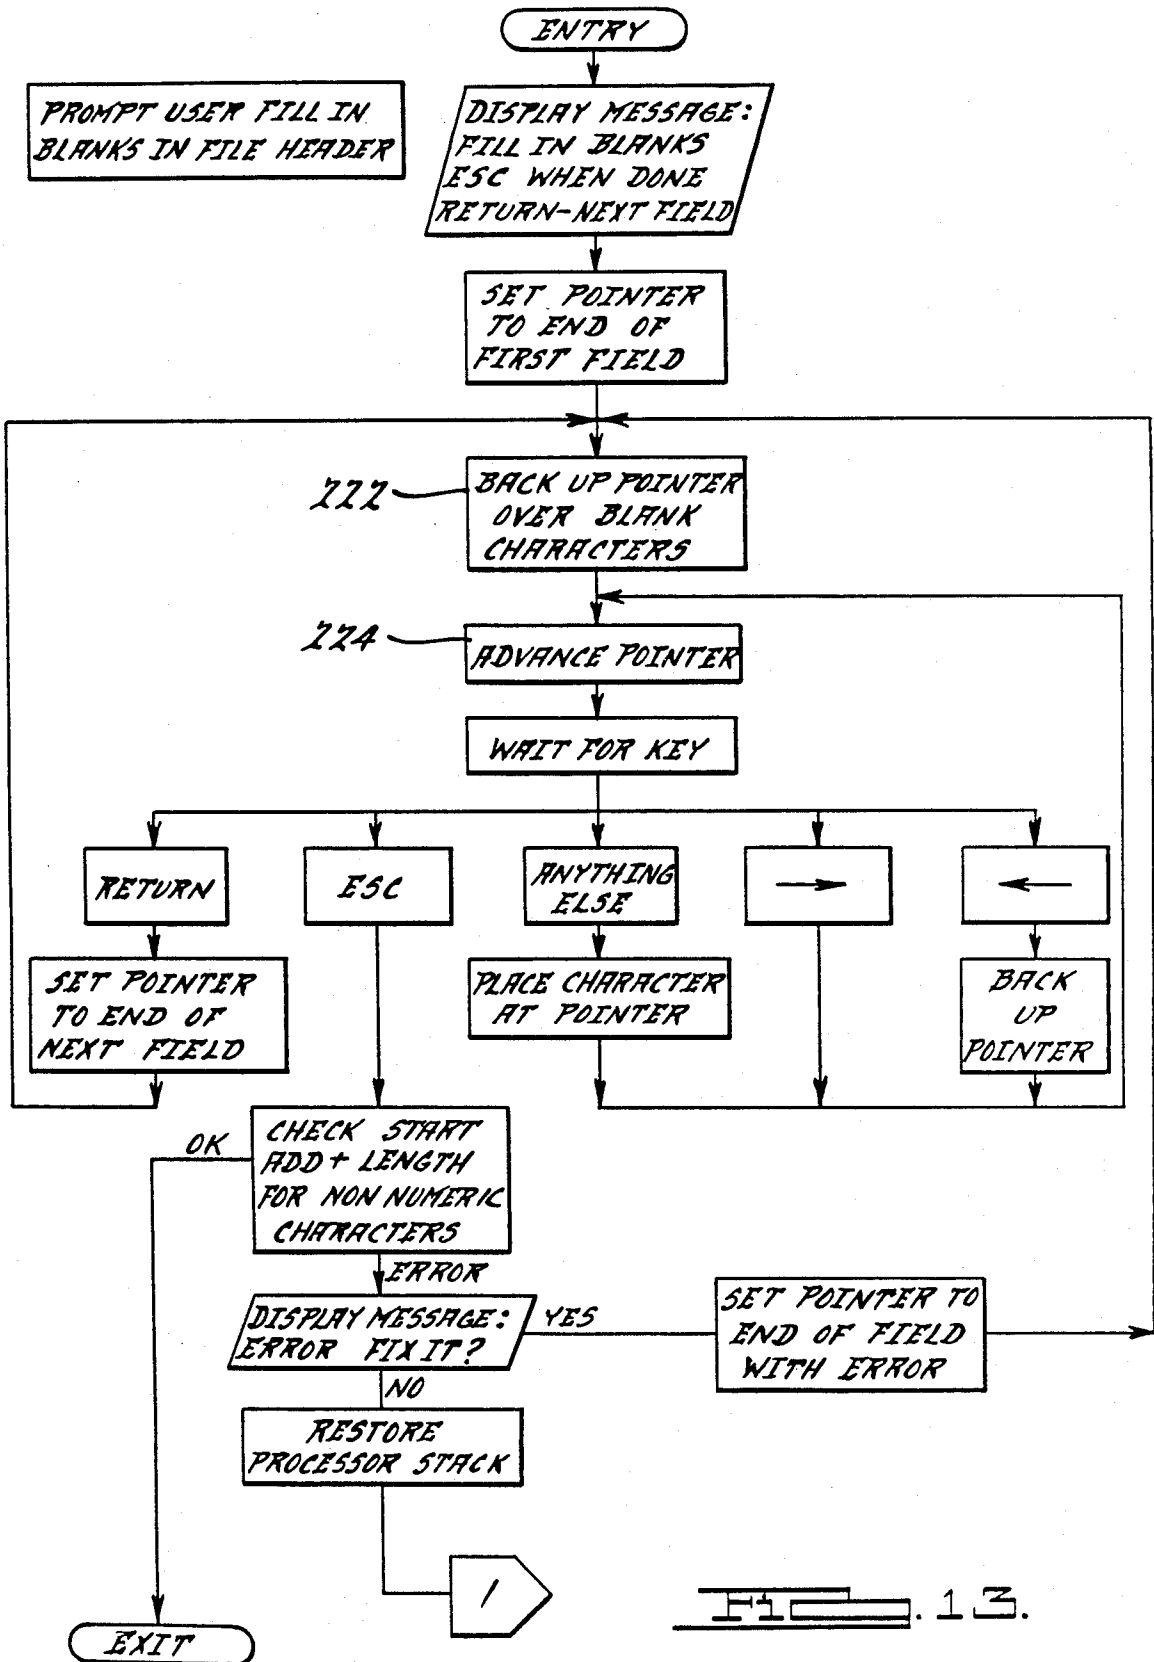 ENTRY
PROMPT USER FILL IN
BLANKS IN FILE HEADER
DISPLAY MESSAGE:
FILL IN BLANKS
ESC WHEN DONE
RETURN-NEXT FIELD
SET POINTER
TO END OF
FIRST FIELD
222
BACK UP POINTER
OVER BLANK
CHARACTERS
224
ADVANCE POINTER
WAIT FOR KEY
RETURN
ESC
ANYTHING
ELSE
SET POINTER
TO END OF
NEXT FIELD
PLACE CHARACTER
AT POINTER
BACK
UP
POINTER
OK
CHECK START
ADD + LENGTH
FOR NON NUMERIC
CHARACTERS
ERROR
DISPLAY MESSAGE:
ERROR FIX IT?
YES
SET POINTER TO
END OF FIELD
WITH ERROR
NO
RESTORE
PROCESSOR STACK
1
EXIT
FIG. 13.